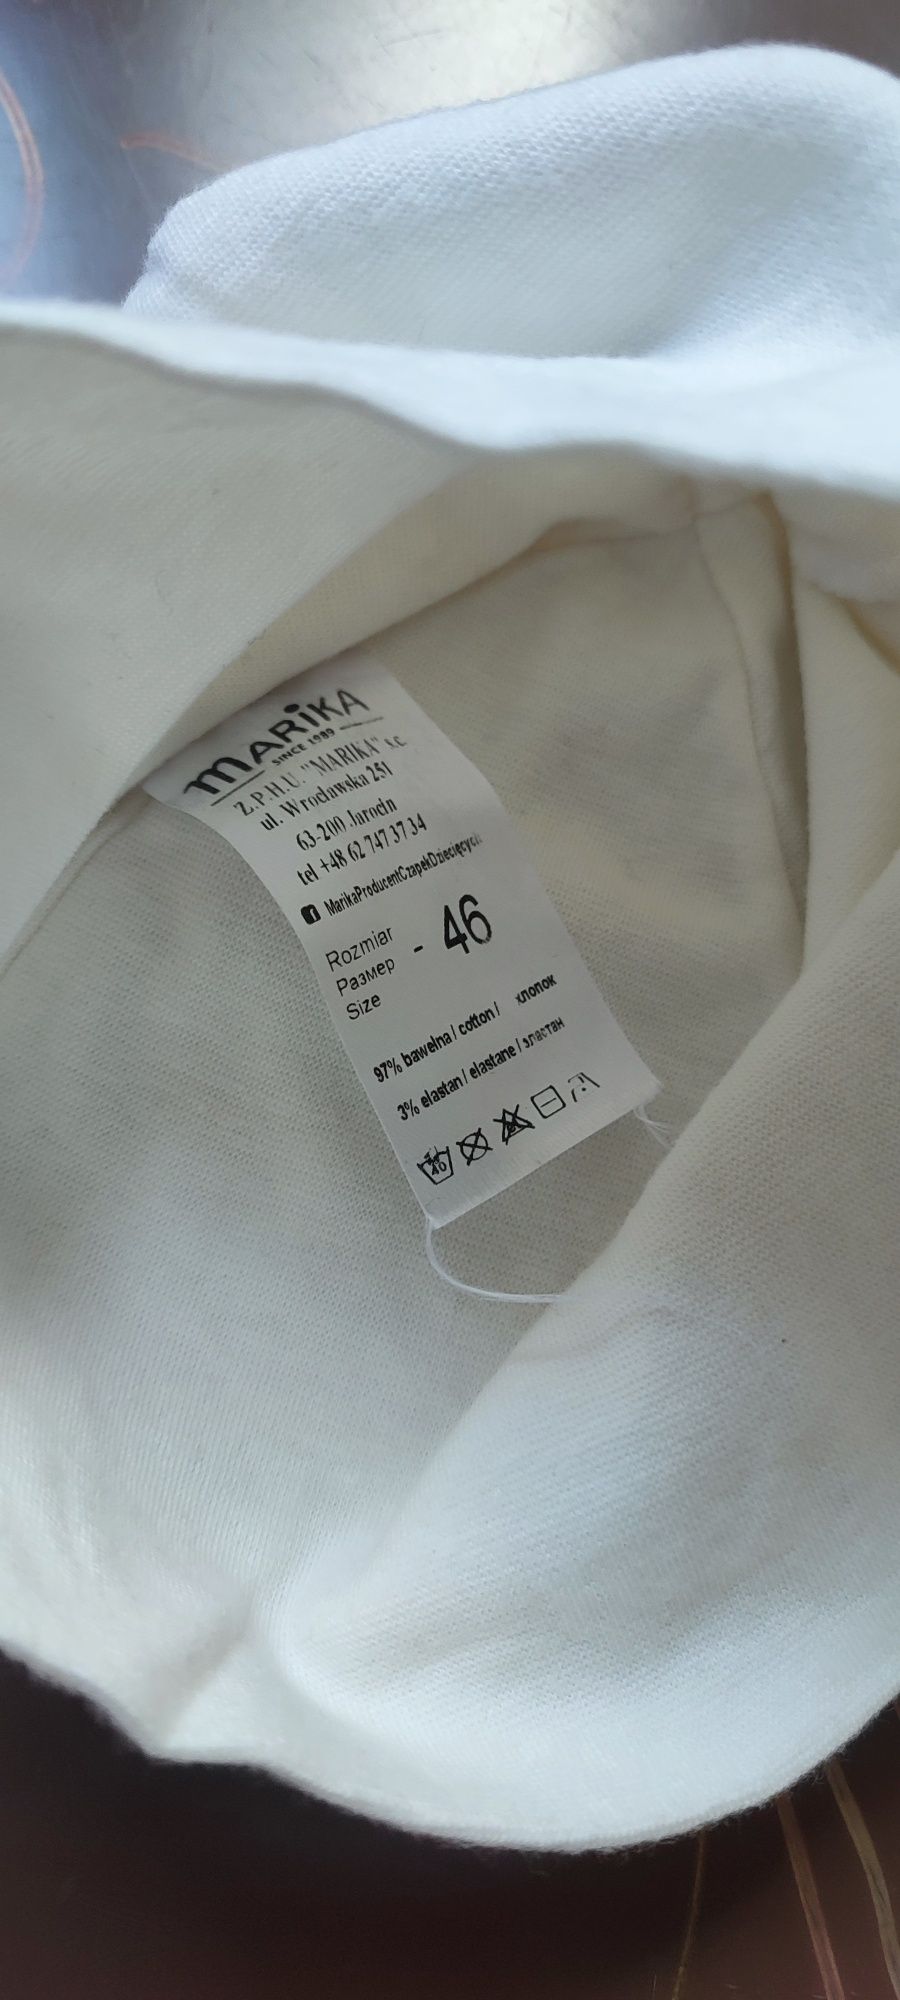 MARiKA
SINCE 1989
Z.P.H.U. "MARIKA" s.c
ul. Wrocławska 251
63-200 Jarocin
tel +48 62 747 37 34
MarikaProducentCzapekDziecięcych
Rozmiar
Размер - 46
Size
97% bawełna / cotton / хлопок
3% elastan / elastane / эластан
40